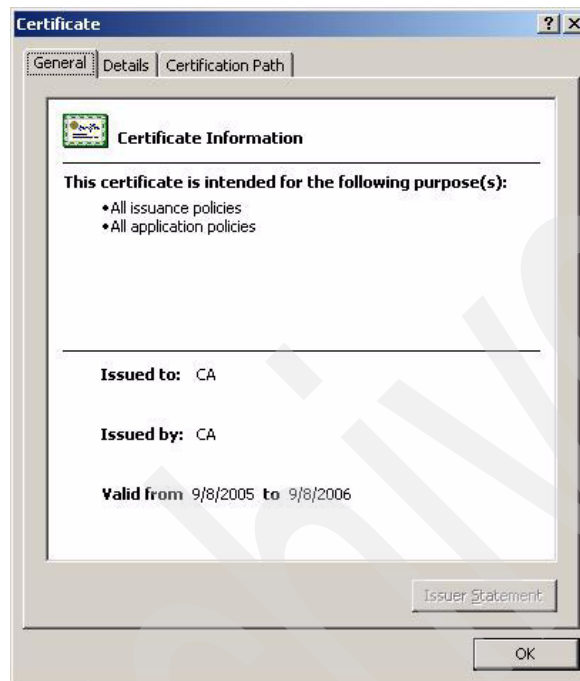 Certificate
General Details Certification Path
Certificate Information
This certificate is intended for the following purpose(s):
•All issuance policies
•All application policies
Issued to: CA
Issued by: CA
Valid from 9/8/2005 to 9/8/2006
Issuer Statement
OK